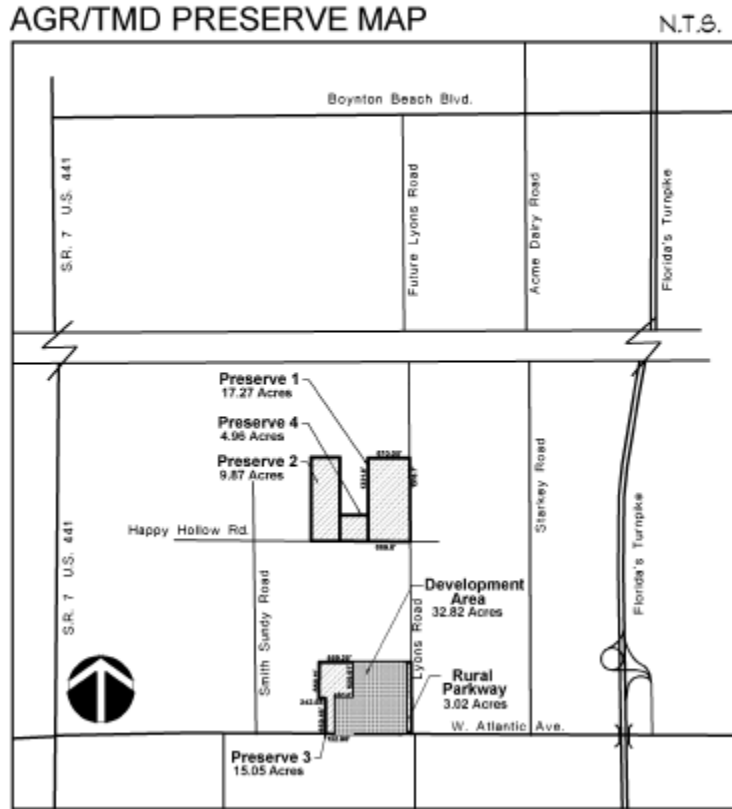 AGR/TMD PRESERVE MAP
N.T.S.
Boynton Beach Blvd.
S.R. 7 U.S. 441
Future Lyons Road
Acme Dairy Road
Florida's Turnpike
Preserve 1
17.27 Acres
Preserve 4
4.96 Acres
Preserve 2
9.87 Acres
Happy Hollow Rd.
Starkey Road
S.R. 7 U.S. 441
Smith Sundy Road
Lyons Road
Florida's Turnpike
Development
Area
32.82 Acres
Rural
Parkway
3.02 Acres
W. Atlantic Ave.
Preserve 3
15.05 Acres